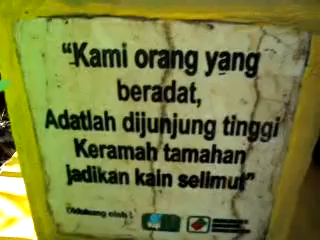 “Kami orang yang
beradat,
Adatlah dijunjung tinggi
Keramah tamahan
jadikan kain selimut”